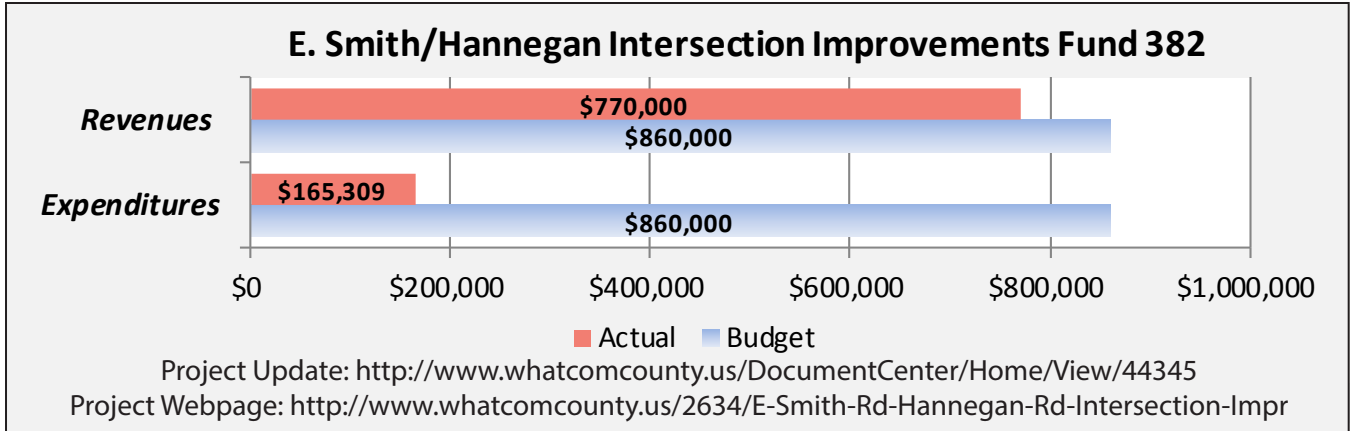 E. Smith/Hannegan Intersection Improvements Fund 382
Revenues
$770,000
$860,000
Expenditures
$165,309
$860,000
$0 $200,000 $400,000 $600,000 $800,000 $1,000,000
Actual Budget
Project Update: http://www.whatcomcounty.us/DocumentCenter/Home/View/44345
Project Webpage: http://www.whatcomcounty.us/2634/E-Smith-Rd-Hannegan-Rd-Intersection-Impr